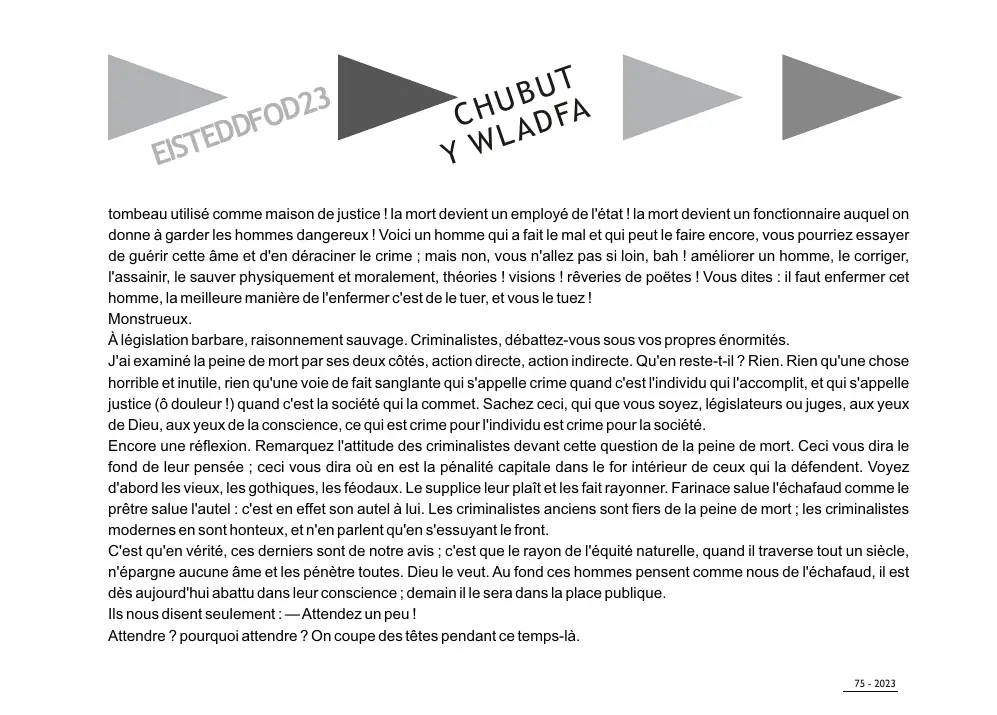 EISTEDDFOD23
CHUBUT
Y WLADFA
tombeau utilisé comme maison de justice ! la mort devient un employé de l'état ! la mort devient un fonctionnaire auquel on
donne à garder les hommes dangereux ! Voici un homme qui a fait le mal et qui peut le faire encore, vous pourriez essayer
de guérir cette âme et d'en déraciner le crime ; mais non, vous n'allez pas si loin, bah ! améliorer un homme, le corriger,
l'assainir, le sauver physiquement et moralement, théories ! visions ! rêveries de poëtes ! Vous dites : il faut enfermer cet
homme, la meilleure manière de l'enfermer c'est de le tuer, et vous le tuez !
Monstrueux.
À législation barbare, raisonnement sauvage. Criminalistes, débattez-vous sous vos propres énormités.
J'ai examiné la peine de mort par ses deux côtés, action directe, action indirecte. Qu'en reste-t-il ? Rien. Rien qu'une chose
horrible et inutile, rien qu'une voie de fait sanglante qui s'appelle crime quand c'est l'individu qui l'accomplit, et qui s'appelle
justice (ô douleur !) quand c'est la société qui la commet. Sachez ceci, qui que vous soyez, législateurs ou juges, aux yeux
de Dieu, aux yeux de la conscience, ce qui est crime pour l'individu est crime pour la société.
Encore une réflexion. Remarquez l'attitude des criminalistes devant cette question de la peine de mort. Ceci vous dira le
fond de leur pensée ; ceci vous dira où en est la pénalité capitale dans le for intérieur de ceux qui la défendent. Voyez
d'abord les vieux, les gothiques, les féodaux. Le supplice leur plaît et les fait rayonner. Farinace salue l'échafaud comme le
prêtre salue l'autel : c'est en effet son autel à lui. Les criminalistes anciens sont fiers de la peine de mort ; les criminalistes
modernes en sont honteux, et n'en parlent qu'en s'essuyant le front.
C'est qu'en vérité, ces derniers sont de notre avis ; c'est que le rayon de l'équité naturelle, quand il traverse tout un siècle,
n'épargne aucune âme et les pénètre toutes. Dieu le veut. Au fond ces hommes pensent comme nous de l'échafaud, il est
dès aujourd'hui abattu dans leur conscience ; demain il le sera dans la place publique.
Ils nous disent seulement : — Attendez un peu !
Attendre ? pourquoi attendre ? On coupe des têtes pendant ce temps-là.
75 - 2023